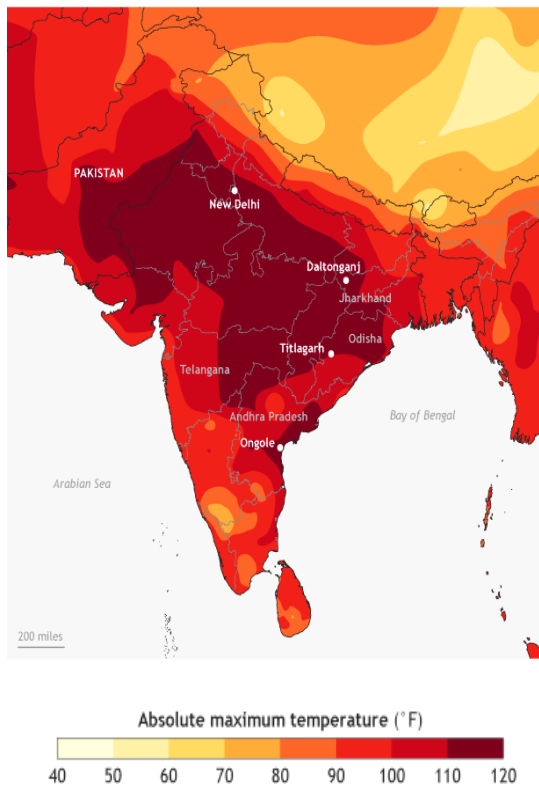 PAKISTAN
New Delhi
Daltonganj
Jharkhand
Odisha
Titlagarh
Telangana
Andhra Pradesh
Bay of Bengal
Ongole
Arabian Sea
200 miles
Absolute maximum temperature (°F)
40 50 60 70 80 90 100 110 120